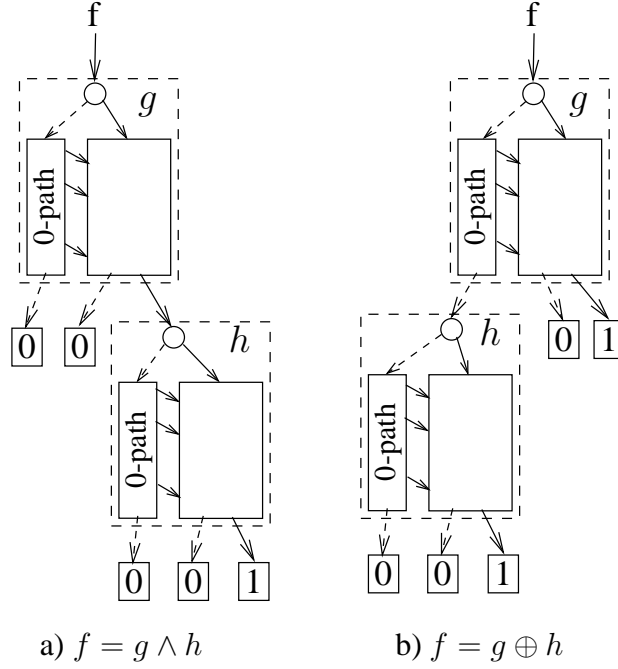 f f
g g
0-path 0-path
0 0 0 1
h h
0-path 0-path
0 0 1 0 0 1
a) f = g ∧ h b) f = g ⊕ h